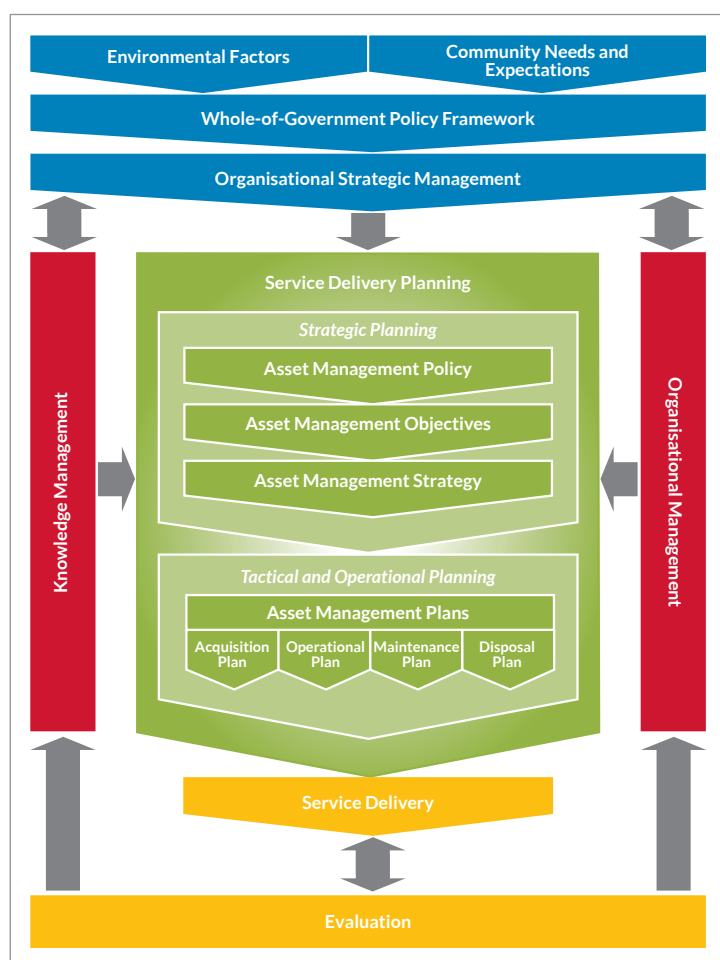 Environmental Factors
Community Needs and
Expectations
Whole-of-Government Policy Framework
Organisational Strategic Management
Service Delivery Planning
Strategic Planning
Asset Management Policy
Asset Management Objectives
Asset Management Strategy
Knowledge Management
Organisational Management
Tactical and Operational Planning
Asset Management Plans
Acquisition
Plan
Operational
Plan
Maintenance
Plan
Disposal
Plan
Service Delivery
Evaluation